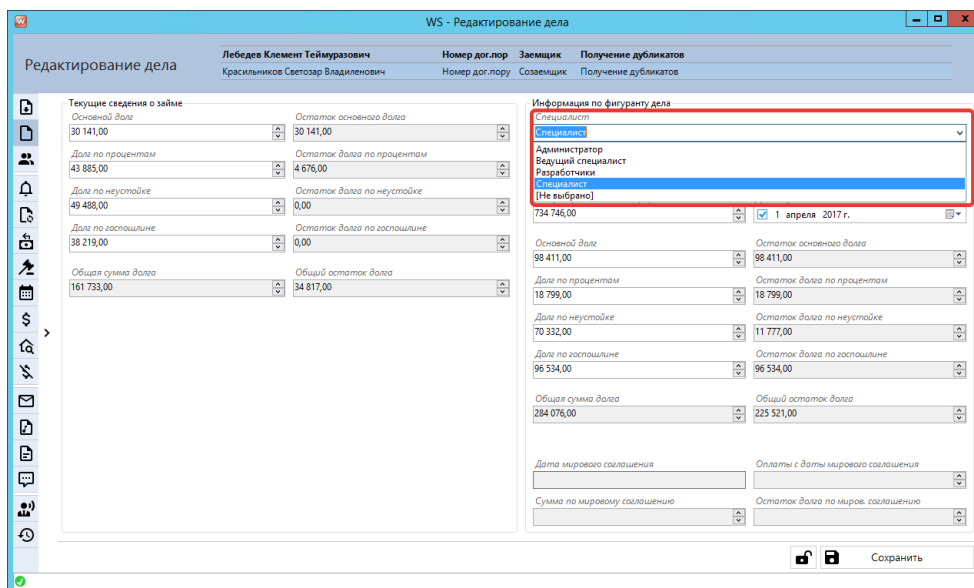 WS - Редактирование дела
Редактирование дела
Лебедев Клемент Теймуразович Номер дог.пор Заемщик Получение дубликатов
Красильников Светозар Владиленович Номер дог.пору Созаемщик Получение дубликатов
Текущие сведения о займе
Основной долг Остаток основного долга
30 141,00 30 141,00
Долг по процентам Остаток долга по процентам
43 885,00 4 676,00
Долг по неустойке Остаток долга по неустойке
49 488,00 0,00
Долг по госпошлине Остаток долга по госпошлине
38 219,00 0,00
Общая сумма долга Общий остаток долга
161 733,00 34 817,00
Информация по фигуранту дела
Специалист
Специалист
Администратор
Ведущий специалист
Разработчики
Специалист
[Не выбрано]
734 746,00 1 апреля 2017 г.
Основной долг Остаток основного долга
98 411,00 98 411,00
Долг по процентам Остаток долга по процентам
18 799,00 18 799,00
Долг по неустойке Остаток долга по неустойке
70 332,00 11 777,00
Долг по госпошлине Остаток долга по госпошлине
96 534,00 96 534,00
Общая сумма долга Общий остаток долга
284 076,00 225 521,00
Дата мирового соглашения Оплаты с даты мирового соглашения
Сумма по мировому соглашению Остаток долга по миров. соглашению
Сохранить